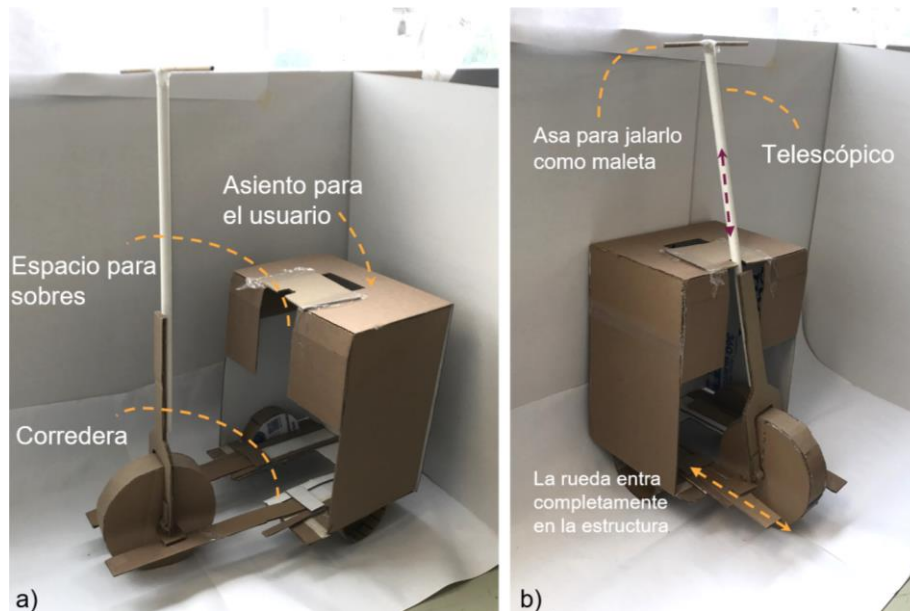 Asiento para
el usuario
Espacio para
sobres
Corredera
a)
Asa para jalarlo
como maleta
Telescópico
La rueda entra
completamente
en la estructura
b)